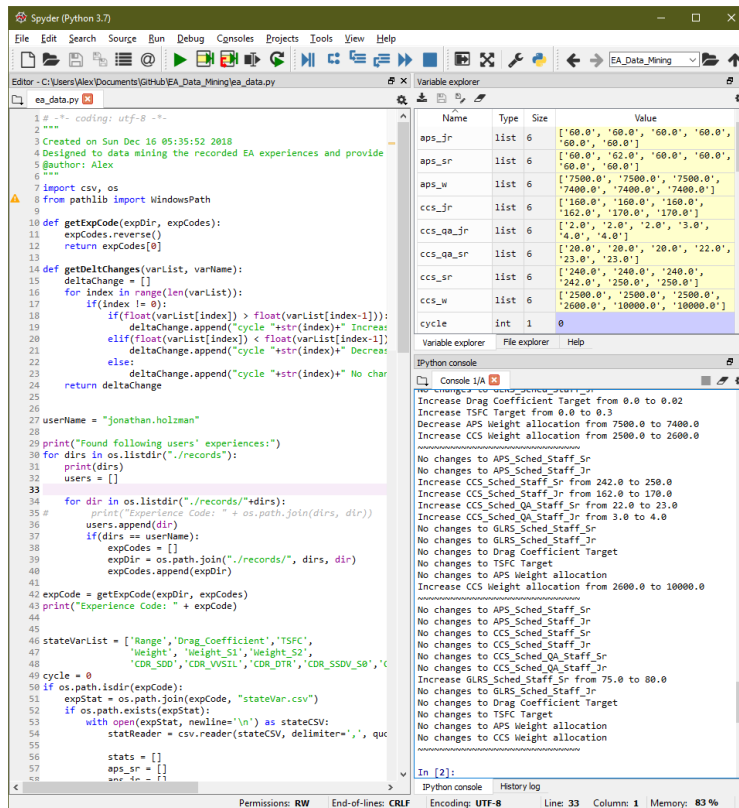 Spyder (Python 3.7)
File Edit Search Source Run Debug Consoles Projects Tools View Help
EA_Data_Mining
Editor - C:\Users\Alex\Documents\GitHub\EA_Data_Mining\ea_data.py
ea_data.py
1 # -*- coding: utf-8 -*-
2 """
3 Created on Sun Dec 16 05:35:52 2018
4 Designed to data mining the recorded EA experiences and provide
5 @author: Alex
6 """
7 import csv, os
8 from pathlib import WindowsPath
9
10 def getExpCode(expDir, expCodes):
11     expCodes.reverse()
12     return expCodes[0]
13
14 def getDeltChanges(varList, varName):
15     deltaChange = []
16     for index in range(len(varList)):
17         if(index != 0):
18             if(float(varList[index]) > float(varList[index-1])):
19                 deltaChange.append("cycle "+str(index)+" Increas
20             elif(float(varList[index]) < float(varList[index-1])
21                 deltaChange.append("cycle "+str(index)+" Decreas
22             else:
23                 deltaChange.append("cycle "+str(index)+" No chan
24     return deltaChange
25
26
27 userName = "jonathan.holzman"
28
29 print("Found following users' experiences:")
30 for dirs in os.listdir("./records"):
31     print(dirs)
32     users = []
33
34     for dir in os.listdir("./records/"+dirs):
35 #       print("Experience Code: " + os.path.join(dirs, dir))
36         users.append(dir)
37         if(dirs == userName):
38             expCodes = []
39             expDir = os.path.join("./records/", dirs, dir)
40             expCodes.append(expDir)
41
42 expCode = getExpCode(expDir, expCodes)
43 print("Experience Code: " + expCode)
44
45
46 stateVarList = ['Range','Drag_Coefficient','TSFC',
47                 'Weight', 'Weight_S1','Weight_S2',
48                 'CDR_SDD','CDR_VVSIL','CDR_DTR','CDR_SSDV_S0','C
49 cycle = 0
50 if os.path.isdir(expCode):
51     expStat = os.path.join(expCode, "stateVar.csv")
52     if os.path.exists(expStat):
53         with open(expStat, newline='\n') as stateCSV:
54             statReader = csv.reader(stateCSV, delimiter=',', quo
55
56             stats = []
57             aps_sr = []
58             aps_jr = []
Variable explorer
Name Type Size Value
aps_jr list 6 ['60.0', '60.0', '60.0', '60.0',
'60.0', '60.0']
aps_sr list 6 ['60.0', '62.0', '60.0', '60.0',
'60.0', '60.0']
aps_w list 6 ['7500.0', '7500.0', '7500.0',
'7400.0', '7400.0', '7400.0']
ccs_jr list 6 ['160.0', '160.0', '160.0',
'162.0', '170.0', '170.0']
ccs_qa_jr list 6 ['2.0', '2.0', '2.0', '3.0',
'4.0', '4.0']
ccs_qa_sr list 6 ['20.0', '20.0', '20.0', '22.0',
'23.0', '23.0']
ccs_sr list 6 ['240.0', '240.0', '240.0',
'242.0', '250.0', '250.0']
ccs_w list 6 ['2500.0', '2500.0', '2500.0',
'2600.0', '10000.0', '10000.0']
cycle int 1 0
Variable explorer File explorer Help
IPython console
Console 1/A
No changes to GLRS_Sched_Staff_Jr
Increase Drag Coefficient Target from 0.0 to 0.02
Increase TSFC Target from 0.0 to 0.3
Decrease APS Weight allocation from 7500.0 to 7400.0
Increase CCS Weight allocation from 2500.0 to 2600.0
~~~~~~~~~~~~~~~~~~~~~~~~~~~~~~
No changes to APS_Sched_Staff_Sr
No changes to APS_Sched_Staff_Jr
Increase CCS_Sched_Staff_Sr from 242.0 to 250.0
Increase CCS_Sched_Staff_Jr from 162.0 to 170.0
Increase CCS_Sched_QA_Staff_Sr from 22.0 to 23.0
Increase CCS_Sched_QA_Staff_Jr from 3.0 to 4.0
No changes to GLRS_Sched_Staff_Sr
No changes to GLRS_Sched_Staff_Jr
No changes to Drag Coefficient Target
No changes to TSFC Target
No changes to APS Weight allocation
Increase CCS Weight allocation from 2600.0 to 10000.0
~~~~~~~~~~~~~~~~~~~~~~~~~~~~~~
No changes to APS_Sched_Staff_Sr
No changes to APS_Sched_Staff_Jr
No changes to CCS_Sched_Staff_Sr
No changes to CCS_Sched_Staff_Jr
No changes to CCS_Sched_QA_Staff_Sr
No changes to CCS_Sched_QA_Staff_Jr
Increase GLRS_Sched_Staff_Sr from 75.0 to 80.0
No changes to GLRS_Sched_Staff_Jr
No changes to Drag Coefficient Target
No changes to TSFC Target
No changes to APS Weight allocation
No changes to CCS Weight allocation
~~~~~~~~~~~~~~~~~~~~~~~~~~~~~~
In [2]:
IPython console History log
Permissions: RW End-of-lines: CRLF Encoding: UTF-8 Line: 33 Column: 1 Memory: 83 %